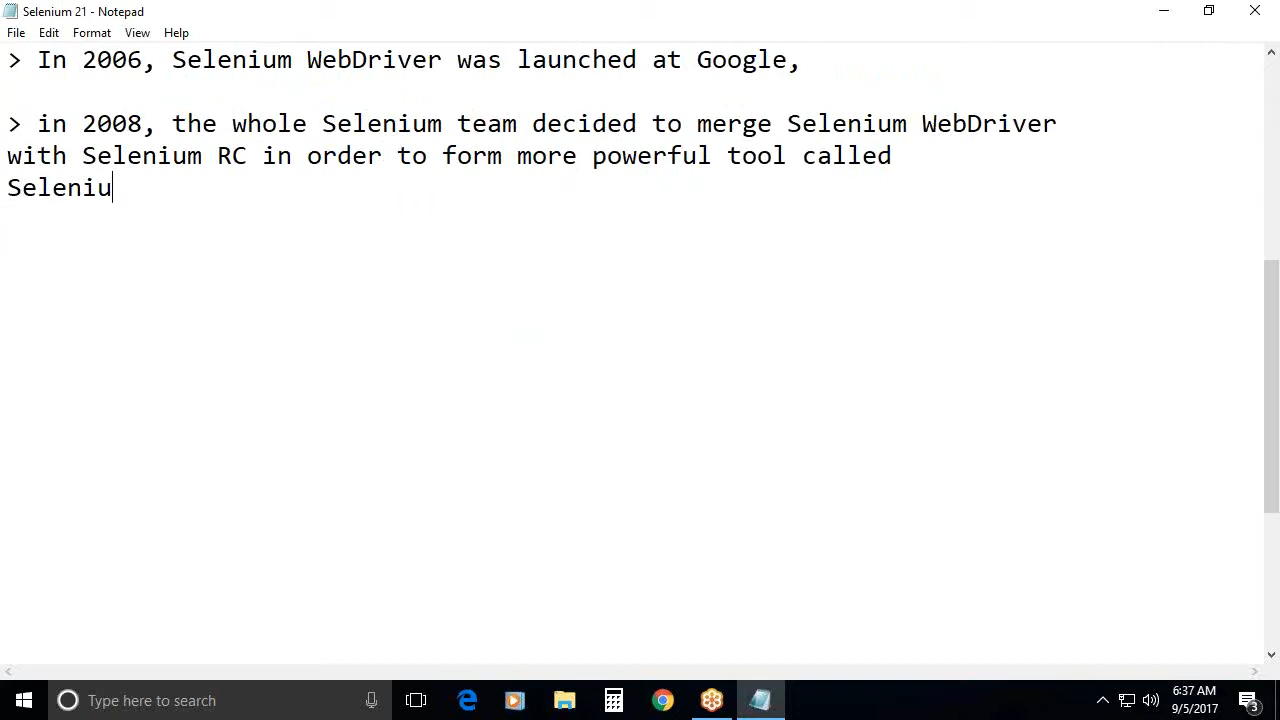 Selenium 21 - Notepad
File Edit Format View Help
> In 2006, Selenium WebDriver was launched at Google,
> in 2008, the whole Selenium team decided to merge Selenium WebDriver
with Selenium RC in order to form more powerful tool called
Seleniu
Type here to search
6:37 AM
9/5/2017
3